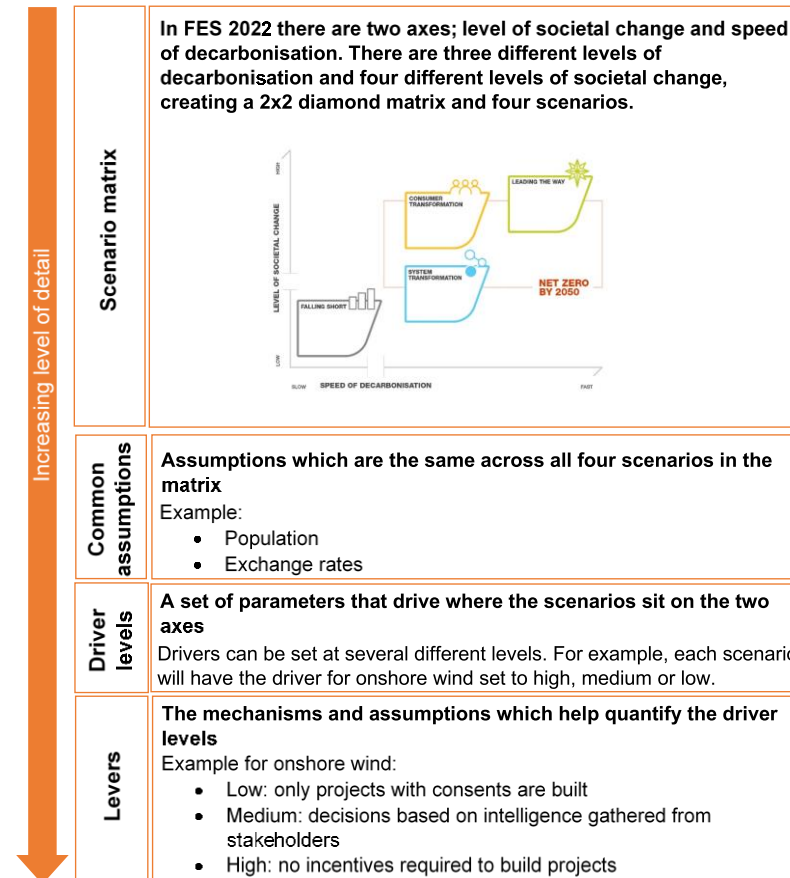 Increasing level of detail
Scenario matrix
In FES 2022 there are two axes; level of societal change and speed
of decarbonisation. There are three different levels of
decarbonisation and four different levels of societal change,
creating a 2x2 diamond matrix and four scenarios.
HIGH
LEVEL OF SOCIETAL CHANGE
LOW
LEADING THE WAY
CONSUMER
TRANSFORMATION
SYSTEM
TRANSFORMATION
NET ZERO
BY 2050
FALLING SHORT
SLOW
SPEED OF DECARBONISATION
FAST
Common
assumptions
Assumptions which are the same across all four scenarios in the
matrix
Example:
• Population
• Exchange rates
Driver
levels
A set of parameters that drive where the scenarios sit on the two
axes
Drivers can be set at several different levels. For example, each scenario
will have the driver for onshore wind set to high, medium or low.
Levers
The mechanisms and assumptions which help quantify the driver
levels
Example for onshore wind:
• Low: only projects with consents are built
• Medium: decisions based on intelligence gathered from
stakeholders
• High: no incentives required to build projects